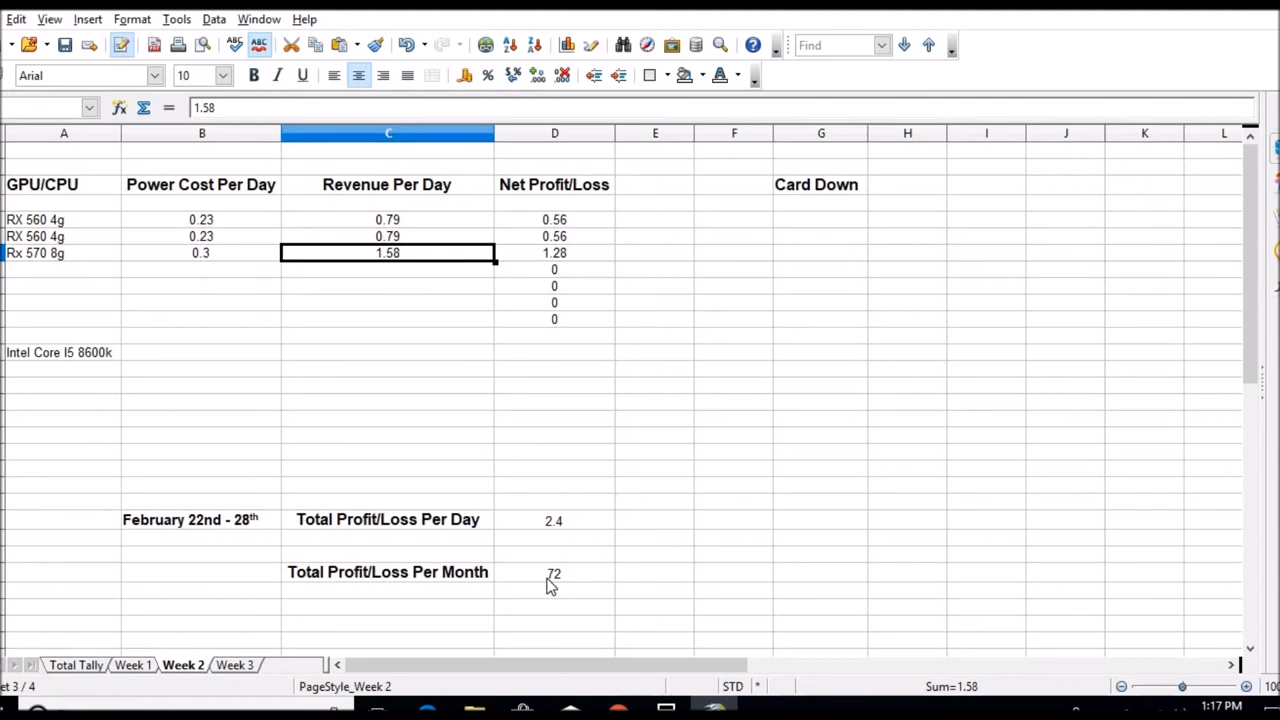 Edit View Insert Format Tools Data Window Help
Find
Arial 10
1.58
A B C D E F G H I J K L
GPU/CPU Power Cost Per Day Revenue Per Day Net Profit/Loss Card Down
RX 560 4g 0.23 0.79 0.56
RX 560 4g 0.23 0.79 0.56
Rx 570 8g 0.3 1.58 1.28
0
0
0
0
Intel Core I5 8600k
February 22nd - 28th Total Profit/Loss Per Day 2.4
Total Profit/Loss Per Month 72
Total Tally Week 1 Week 2 Week 3
et 3 / 4 PageStyle_Week 2 STD * Sum=1.58 100
1:17 PM